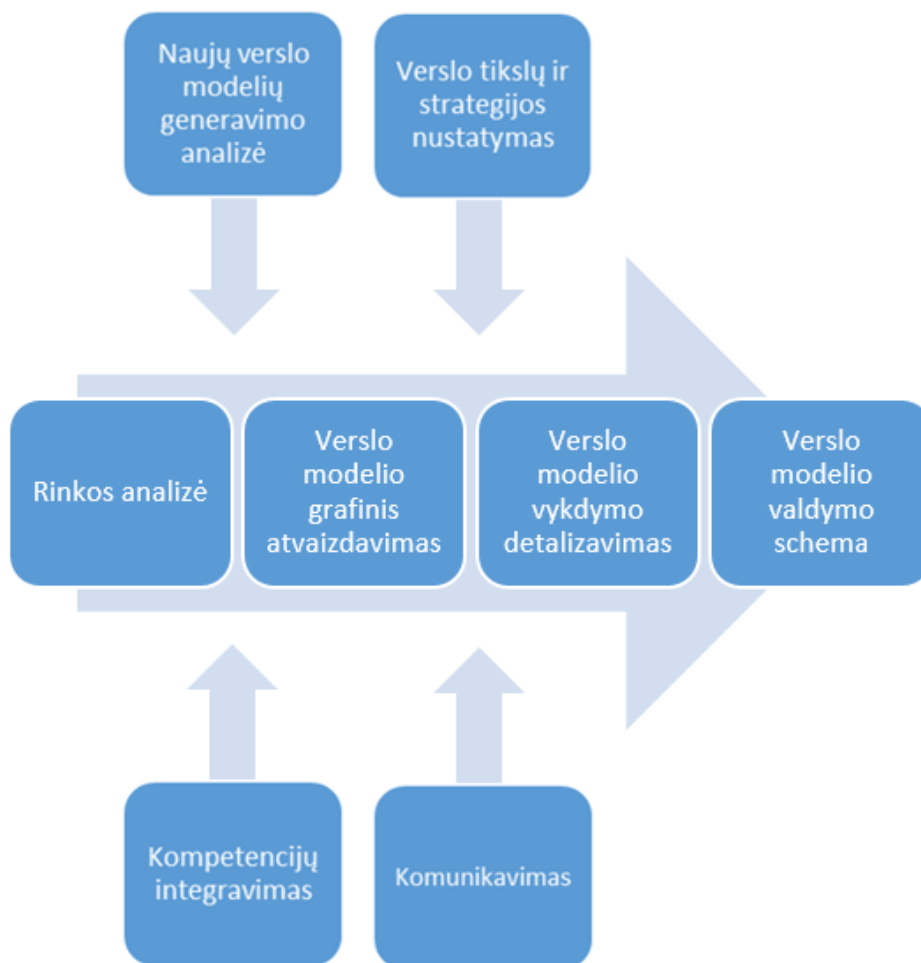 Naujų verslo
modelių
generavimo
analizė
Verslo tikslų ir
strategijos
nustatymas
Rinkos analizė
Verslo
modelio
grafinis
atvaizdavimas
Verslo
modelio
vykdymo
detalizavimas
Verslo
modelio
valdymo
schema
Kompetencijų
integravimas
Komunikavimas